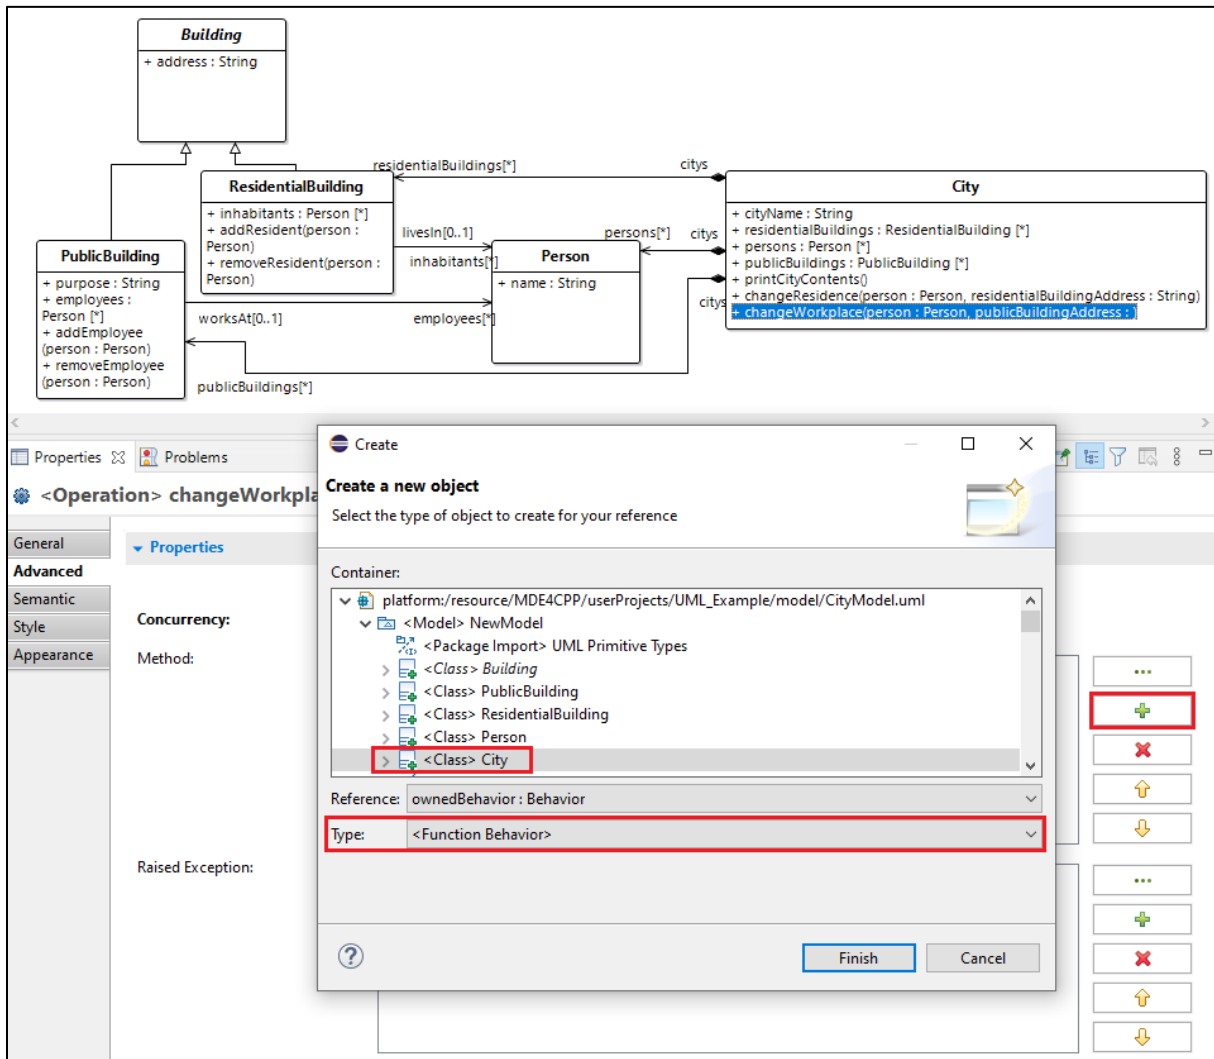 Building
+ address : String
residentialBuildings[*]
citys
ResidentialBuilding
+ inhabitants : Person [*]
+ addResident(person :
Person)
+ removeResident(person :
Person)
City
+ cityName : String
+ residentialBuildings : ResidentialBuilding [*]
+ persons : Person [*]
+ publicBuildings : PublicBuilding [*]
+ printCityContents()
+ changeResidence(person : Person, residentialBuildingAddress : String)
+ changeWorkplace(person : Person, publicBuildingAddress : )
livesIn[0..1]
inhabitants[*]
persons[*]
citys
PublicBuilding
+ purpose : String
+ employees :
Person [*]
+ addEmployee
(person : Person)
+ removeEmployee
(person : Person)
Person
+ name : String
citys
worksAt[0..1]
employees[*]
publicBuildings[*]
Properties
Problems
<Operation> changeWorkpla
General
Advanced
Semantic
Style
Appearance
Properties
Concurrency:
Method:
Raised Exception:
Create
Create a new object
Select the type of object to create for your reference
Container:
platform:/resource/MDE4CPP/userProjects/UML_Example/model/CityModel.uml
<Model> NewModel
<Package Import> UML Primitive Types
<Class> Building
<Class> PublicBuilding
<Class> ResidentialBuilding
<Class> Person
<Class> City
Reference: ownedBehavior : Behavior
Type: <Function Behavior>
Finish
Cancel